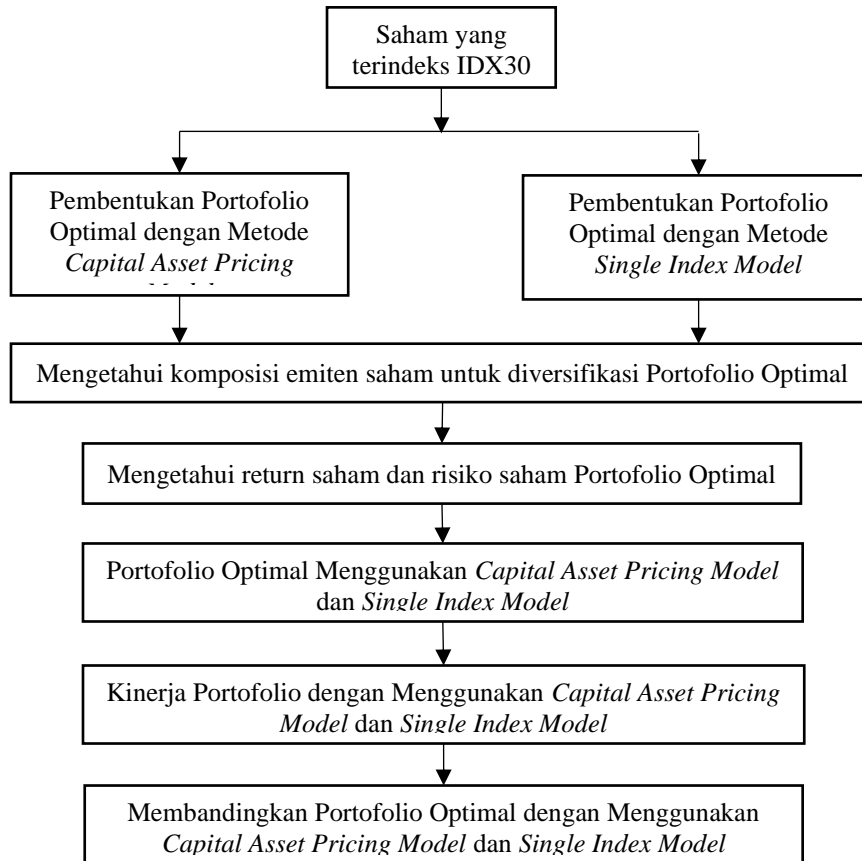 Saham yang
terindeks IDX30
Pembentukan Portofolio
Optimal dengan Metode
Capital Asset Pricing
Pembentukan Portofolio
Optimal dengan Metode
Single Index Model
Mengetahui komposisi emiten saham untuk diversifikasi Portofolio Optimal
Mengetahui return saham dan risiko saham Portofolio Optimal
Portofolio Optimal Menggunakan Capital Asset Pricing Model
dan Single Index Model
Kinerja Portofolio dengan Menggunakan Capital Asset Pricing
Model dan Single Index Model
Membandingkan Portofolio Optimal dengan Menggunakan
Capital Asset Pricing Model dan Single Index Model